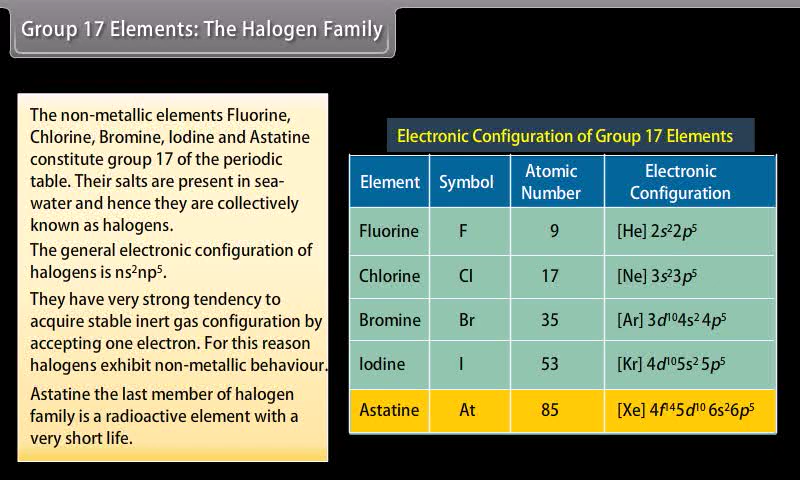 Group 17 Elements: The Halogen Family
The non-metallic elements Fluorine,
Chlorine, Bromine, Iodine and Astatine
constitute group 17 of the periodic
table. Their salts are present in sea-
water and hence they are collectively
known as halogens.
The general electronic configuration of
halogens is ns²np⁵.
They have very strong tendency to
acquire stable inert gas configuration by
accepting one electron. For this reason
halogens exhibit non-metallic behaviour.
Astatine the last member of halogen
family is a radioactive element with a
very short life.
Electronic Configuration of Group 17 Elements
Element Symbol Atomic Number Electronic Configuration
Fluorine F 9 [He] 2s²2p⁵
Chlorine Cl 17 [Ne] 3s²3p⁵
Bromine Br 35 [Ar] 3d¹⁰4s² 4p⁵
Iodine I 53 [Kr] 4d¹⁰5s² 5p⁵
Astatine At 85 [Xe] 4f¹⁴5d¹⁰ 6s²6p⁵